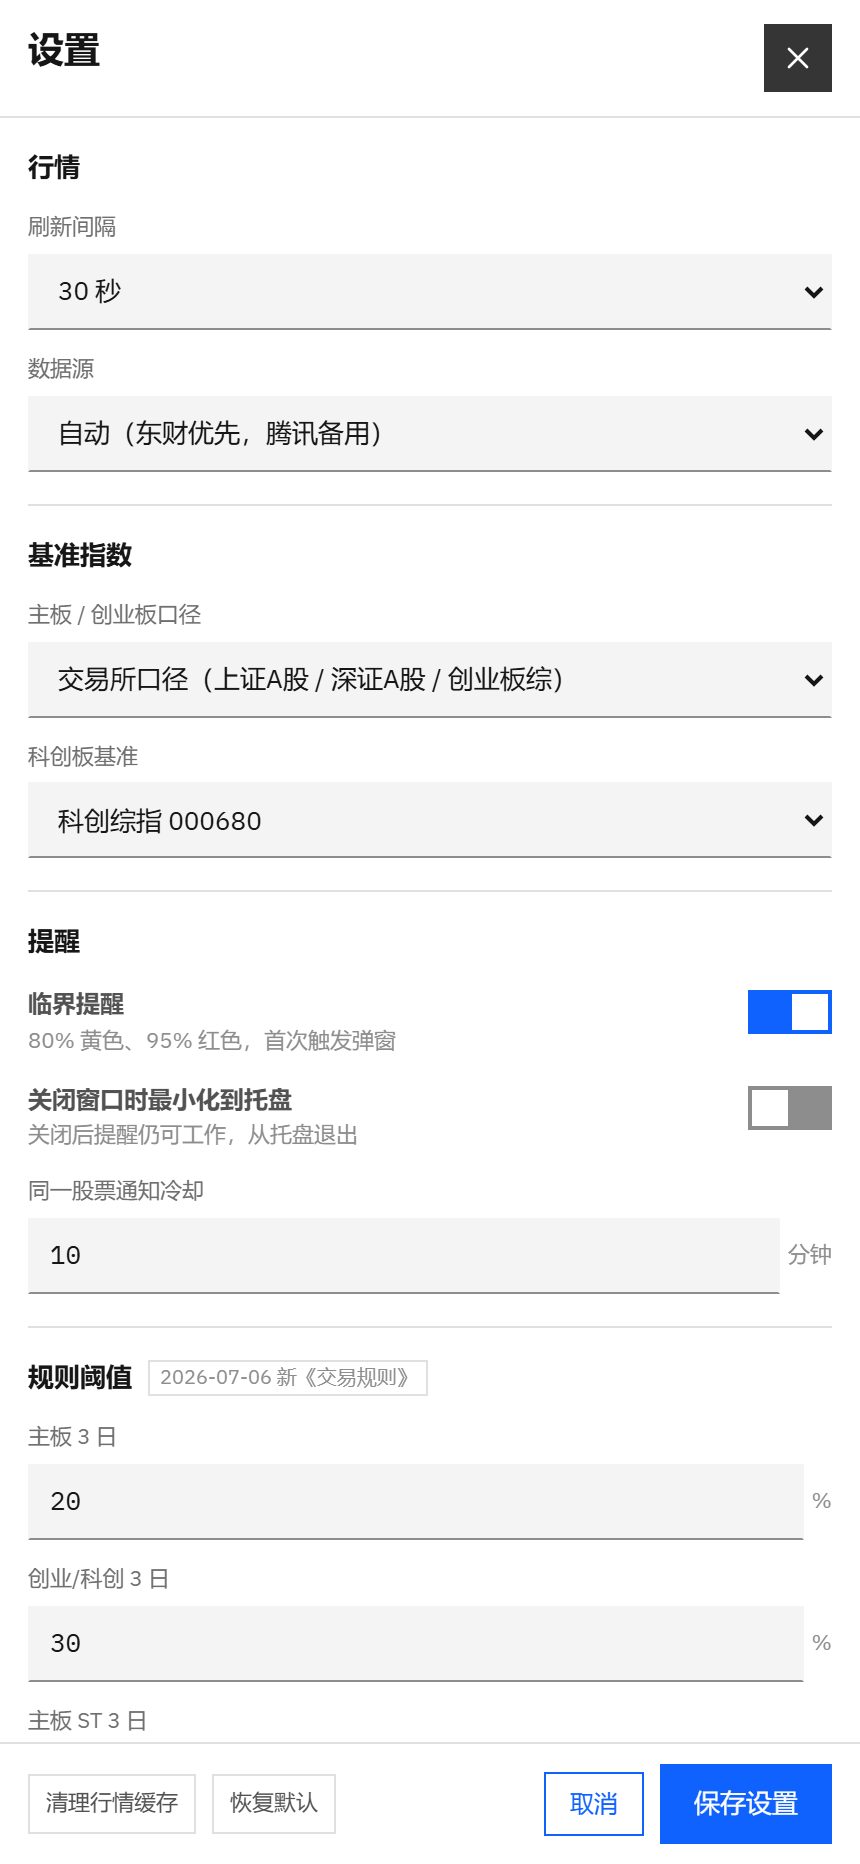 设置
行情
刷新间隔
30 秒
数据源
自动（东财优先，腾讯备用）
基准指数
主板 / 创业板口径
交易所口径（上证A股 / 深证A股 / 创业板综）
科创板基准
科创综指 000680
提醒
临界提醒
80% 黄色、95% 红色，首次触发弹窗
关闭窗口时最小化到托盘
关闭后提醒仍可工作，从托盘退出
同一股票通知冷却
10 分钟
规则阈值 2026-07-06 新《交易规则》
主板 3 日
20 %
创业/科创 3 日
30 %
主板 ST 3 日
清理行情缓存 恢复默认 取消 保存设置